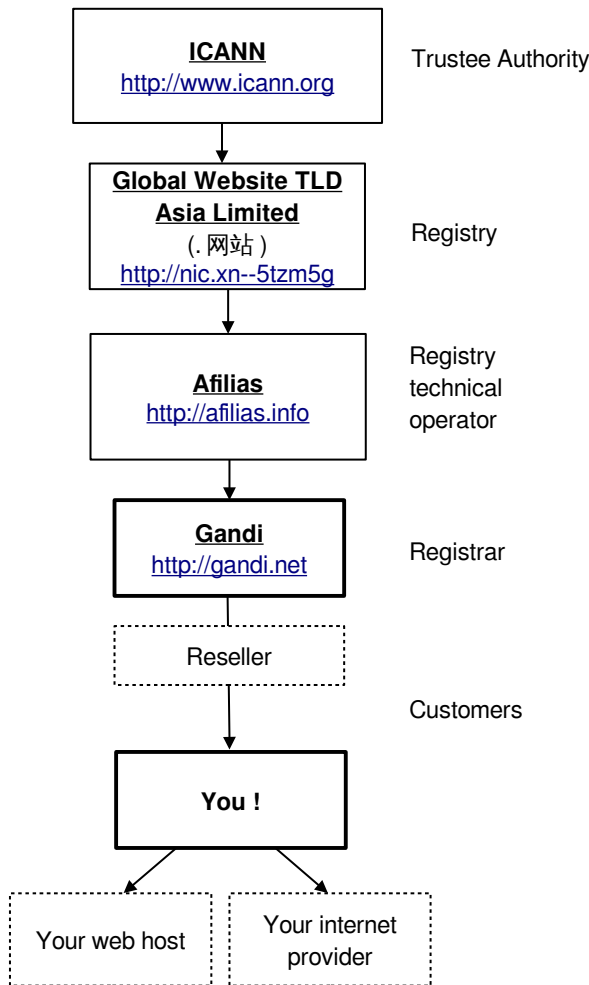 ICANN
http://www.icann.org
Trustee Authority
Global Website TLD
Asia Limited
(. 网站 )
http://nic.xn--5tzm5g
Registry
Afilias
http://afilias.info
Registry
technical
operator
Gandi
http://gandi.net
Registrar
Reseller
Customers
You !
Your web host
Your internet
provider